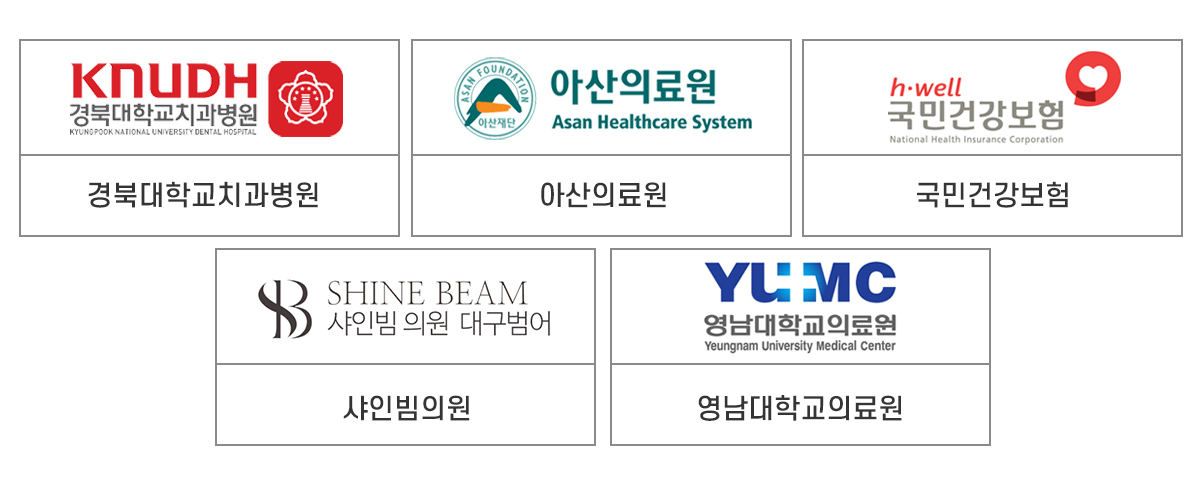 KNUDH
경북대학교치과병원
KYUNGPOOK NATIONAL UNIVERSITY DENTAL HOSPITAL
경북대학교치과병원
ASAN FOUNDATION
아산재단
아산의료원
Asan Healthcare System
아산의료원
h·well
국민건강보험
National Health Insurance Corporation
국민건강보험
SHINE BEAM
샤인빔 의원 대구범어
샤인빔의원
YUMC
영남대학교의료원
Yeungnam University Medical Center
영남대학교의료원